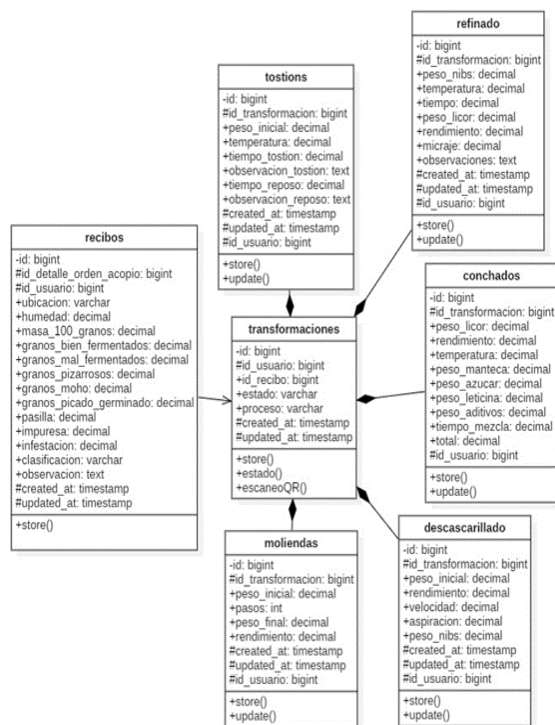 refinado
-id: bigint
#id_transformacion: bigint
+peso_nibs: decimal
+temperatura: decimal
+tiempo: decimal
+peso_licor: decimal
+rendimiento: decimal
+micraje: decimal
+observaciones: text
#created_at: timestamp
#updated_at: timestamp
#id_usuario: bigint
+store()
+update()
tostions
-id: bigint
#id_transformacion: bigint
+peso_inicial: decimal
+temperatura: decimal
+tiempo_tostion: decimal
+observacion_tostion: text
+tiempo_reposo: decimal
+observacion_reposo: text
#created_at: timestamp
#updated_at: timestamp
#id_usuario: bigint
+store()
+update()
recibos
-id: bigint
#id_detalle_orden_acopio: bigint
#id_usuario: bigint
+ubicacion: varchar
+humedad: decimal
+masa_100_granos: decimal
+granos_bien_fermentados: decimal
+granos_mal_fermentados: decimal
+granos_pizarrosos: decimal
+granos_moho: decimal
+granos_picado_germinado: decimal
+pasilla: decimal
+impuresa: decimal
+infestacion: decimal
+clasificacion: varchar
+observacion: text
#created_at: timestamp
#updated_at: timestamp
+store()
transformaciones
-id: bigint
#id_usuario: bigint
+id_recibo: bigint
+estado: varchar
+proceso: varchar
#created_at: timestamp
#updated_at: timestamp
+store()
+estado()
+escaneoQR()
conchados
-id: bigint
#id_transformacion: bigint
+peso_licor: decimal
+rendimiento: decimal
+temperatura: decimal
+peso_manteca: decimal
+peso_azucar: decimal
+peso_leticina: decimal
+peso_aditivos: decimal
+tiempo_mezcla: decimal
+total: decimal
#id_usuario: bigint
+store()
+update()
moliendas
-id: bigint
#id_transformacion: bigint
+peso_inicial: decimal
+pasos: int
+peso_final: decimal
+rendimiento: decimal
#created_at: timestamp
#updated_at: timestamp
#id_usuario: bigint
+store()
+update()
descascarillado
-id: bigint
#id_transformacion: bigint
+peso_inicial: decimal
+rendimiento: decimal
+velocidad: decimal
+aspiracion: decimal
+peso_nibs: decimal
#created_at: timestamp
#updated_at: timestamp
#id_usuario: bigint
+store()
+update()